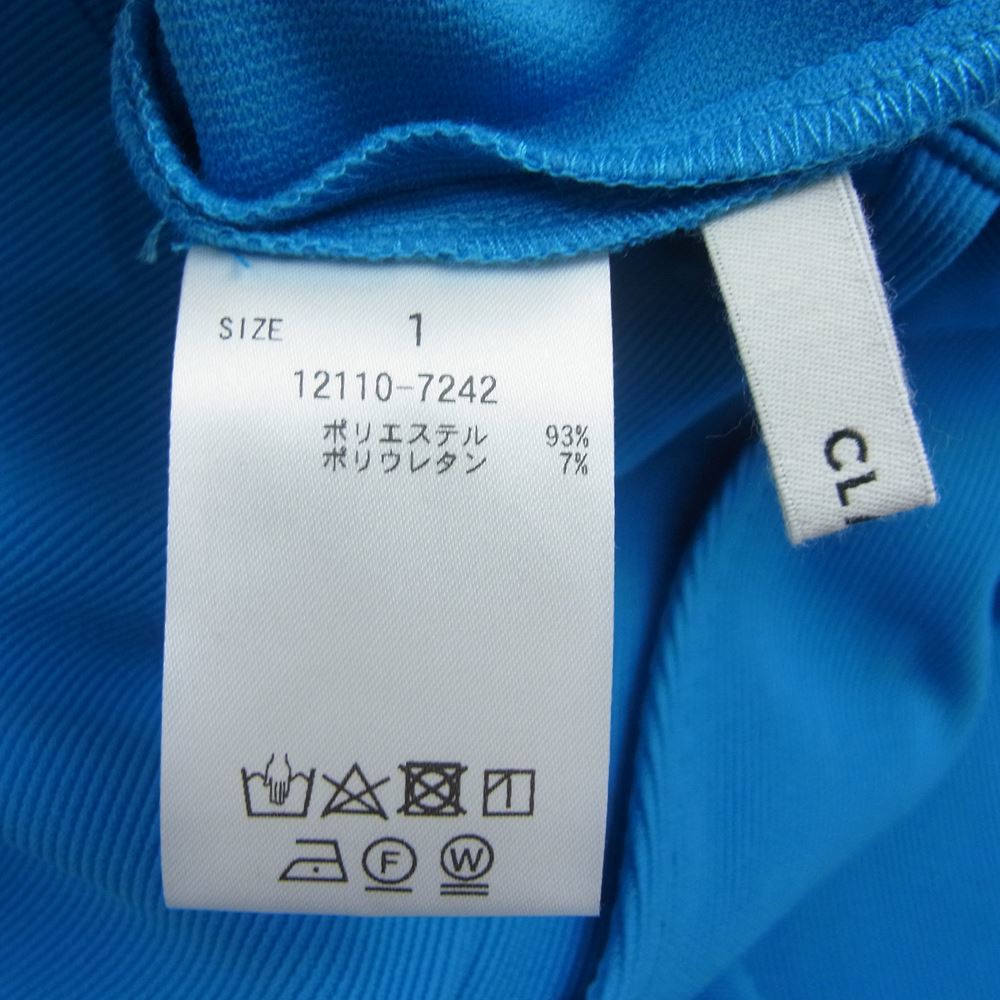 SIZE 1
12110-7242
ポリエステル 93%
ポリウレタン 7%
F W
CL